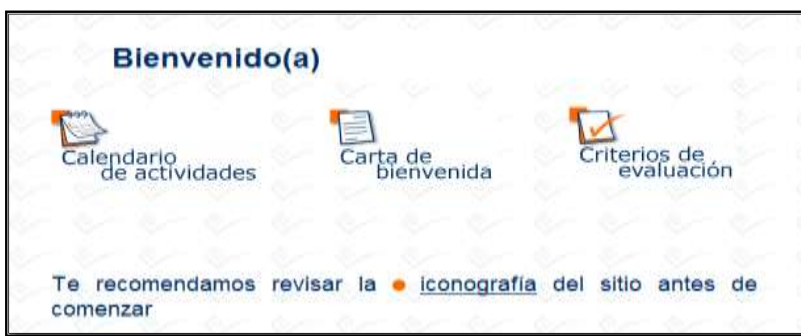 Bienvenido(a)
Calendario
de actividades
Carta de
bienvenida
Criterios de
evaluación
Te recomendamos revisar la iconografía del sitio antes de
comenzar